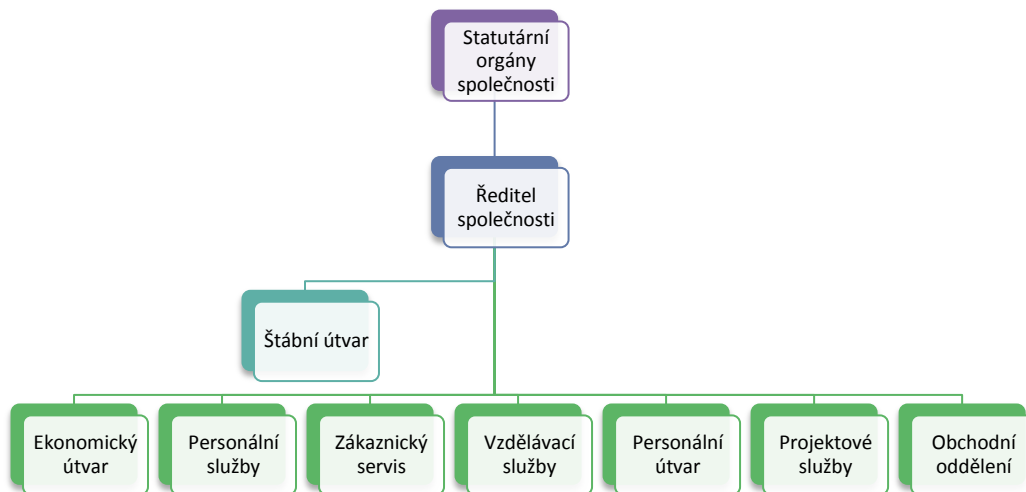 Statutární
orgány
společnosti
Ředitel
společnosti
Štábní útvar
Ekonomický
útvar
Personální
služby
Zákaznický
servis
Vzdělávací
služby
Personální
útvar
Projektové
služby
Obchodní
oddělení